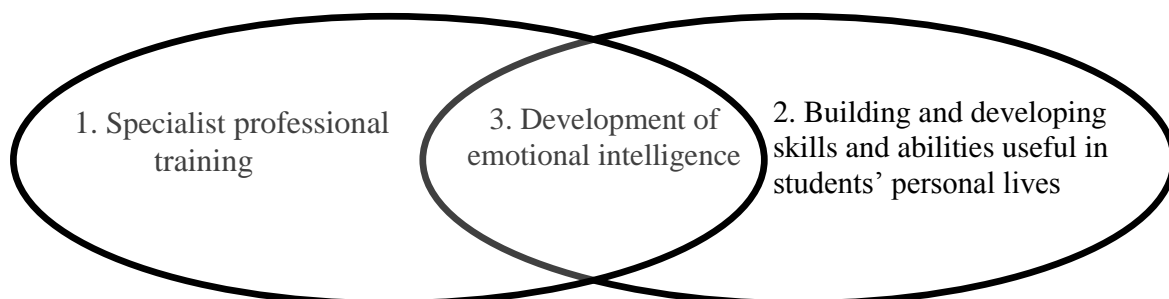 1. Specialist professional
training
3. Development of
emotional intelligence
2. Building and developing
skills and abilities useful in
students’ personal lives